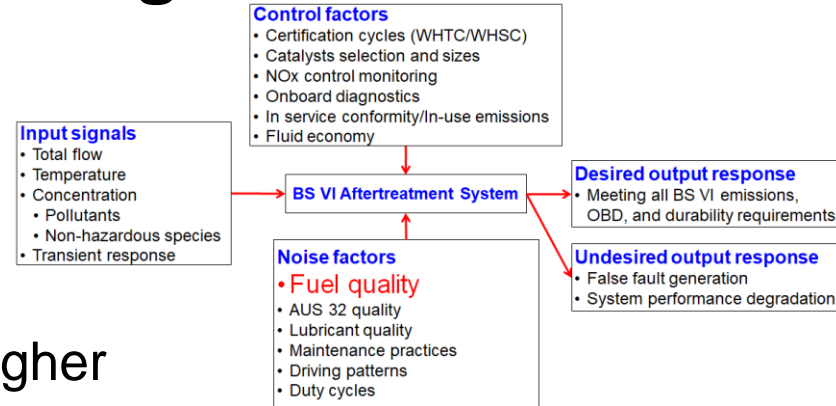 Control factors
• Certification cycles (WHTC/WHSC)
• Catalysts selection and sizes
• NOx control monitoring
• Onboard diagnostics
• In service conformity/In-use emissions
• Fluid economy
Input signals
• Total flow
• Temperature
• Concentration
• Pollutants
• Non-hazardous species
• Transient response
BS VI Aftertreatment System
Desired output response
• Meeting all BS VI emissions,
OBD, and durability requirements
Undesired output response
• False fault generation
• System performance degradation
Noise factors
• Fuel quality
• AUS 32 quality
• Lubricant quality
• Maintenance practices
• Driving patterns
• Duty cycles
gher